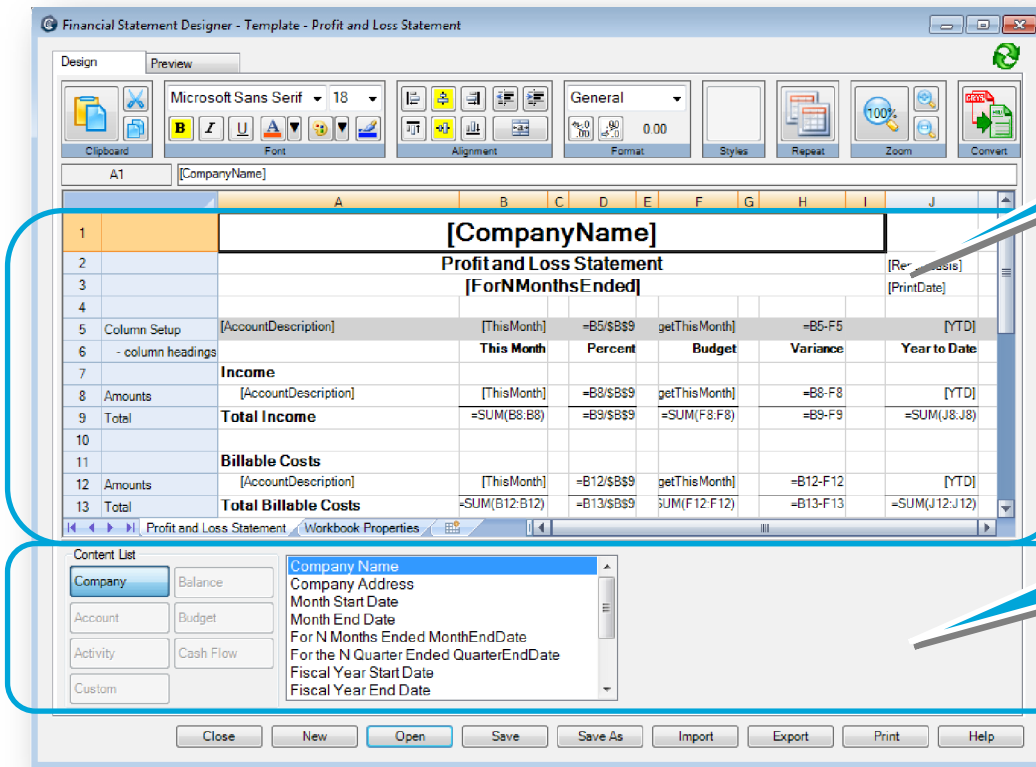 Financial Statement Designer - Template - Profit and Loss Statement
Design Preview
Microsoft Sans Serif 18 General
B I U A 100% CRYS
.00 .0 0.00
Clipboard Font Alignment Format Styles Repeat Zoom Convert
A1 [CompanyName]
A B C D E F G H I J
1 [CompanyName]
2 Profit and Loss Statement
3 [ForNMonthsEnded] [PrintDate]
4
5 Column Setup [AccountDescription] [ThisMonth] =B5/$B$9 getThisMonth] =B5-F5 [YTD]
6 - column headings This Month Percent Budget Variance Year to Date
7 Income
8 Amounts [AccountDescription] [ThisMonth] =B8/$B$9 getThisMonth] =B8-F8 [YTD]
9 Total Total Income =SUM(B8:B8) =B9/$B$9 =SUM(F8:F8) =B9-F9 =SUM(J8:J8)
10
11 Billable Costs
12 Amounts [AccountDescription] [ThisMonth] =B12/$B$9 getThisMonth] =B12-F12 [YTD]
13 Total Total Billable Costs =SUM(B12:B12) =B13/$B$9 SUM(F12:F12) =B13-F13 =SUM(J12:J12)
Profit and Loss Statement Workbook Properties
Content List
Company Balance
Account Budget
Activity Cash Flow
Custom
Company Name
Company Address
Month Start Date
Month End Date
For N Months Ended MonthEndDate
For the N Quarter Ended QuarterEndDate
Fiscal Year Start Date
Fiscal Year End Date
Close New Open Save Save As Import Export Print Help